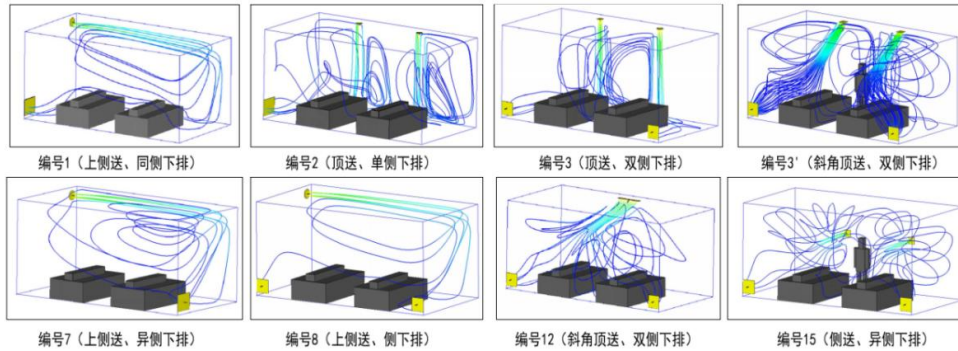 编号1（上侧送、同侧下排）
编号2（顶送、单侧下排）
编号3（顶送、双侧下排）
编号3'（斜角顶送、双侧下排）
编号7（上侧送、异侧下排）
编号8（上侧送、侧下排）
编号12（斜角顶送、双侧下排）
编号15（侧送、异侧下排）